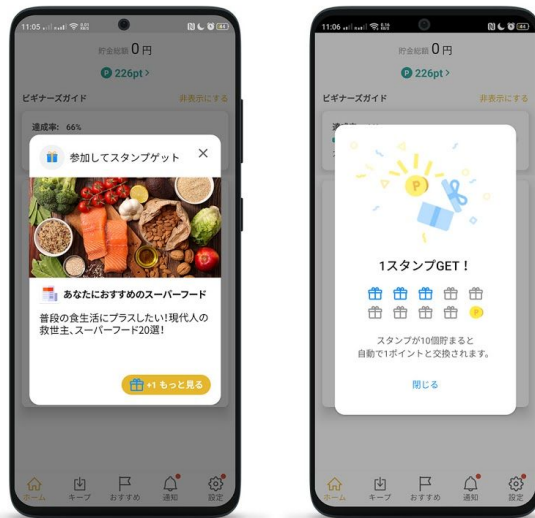 11:05
貯金総額 0 円
P 226pt >
ビギナーズガイド 非表示にする
達成率: 66%
参加してスタンプゲット
あなたにおすすめのスーパーフード
普段の食生活にプラスしたい!現代人の
救世主、スーパーフード20選!
+1 もっと見る
ホーム キープ おすすめ 通知 設定
11:06
貯金総額 0 円
P 226pt >
ビギナーズガイド 非表示にする
P
1スタンプGET!
P
スタンプが10個貯まると
自動で1ポイントと交換されます。
閉じる
ホーム キープ おすすめ 通知 設定